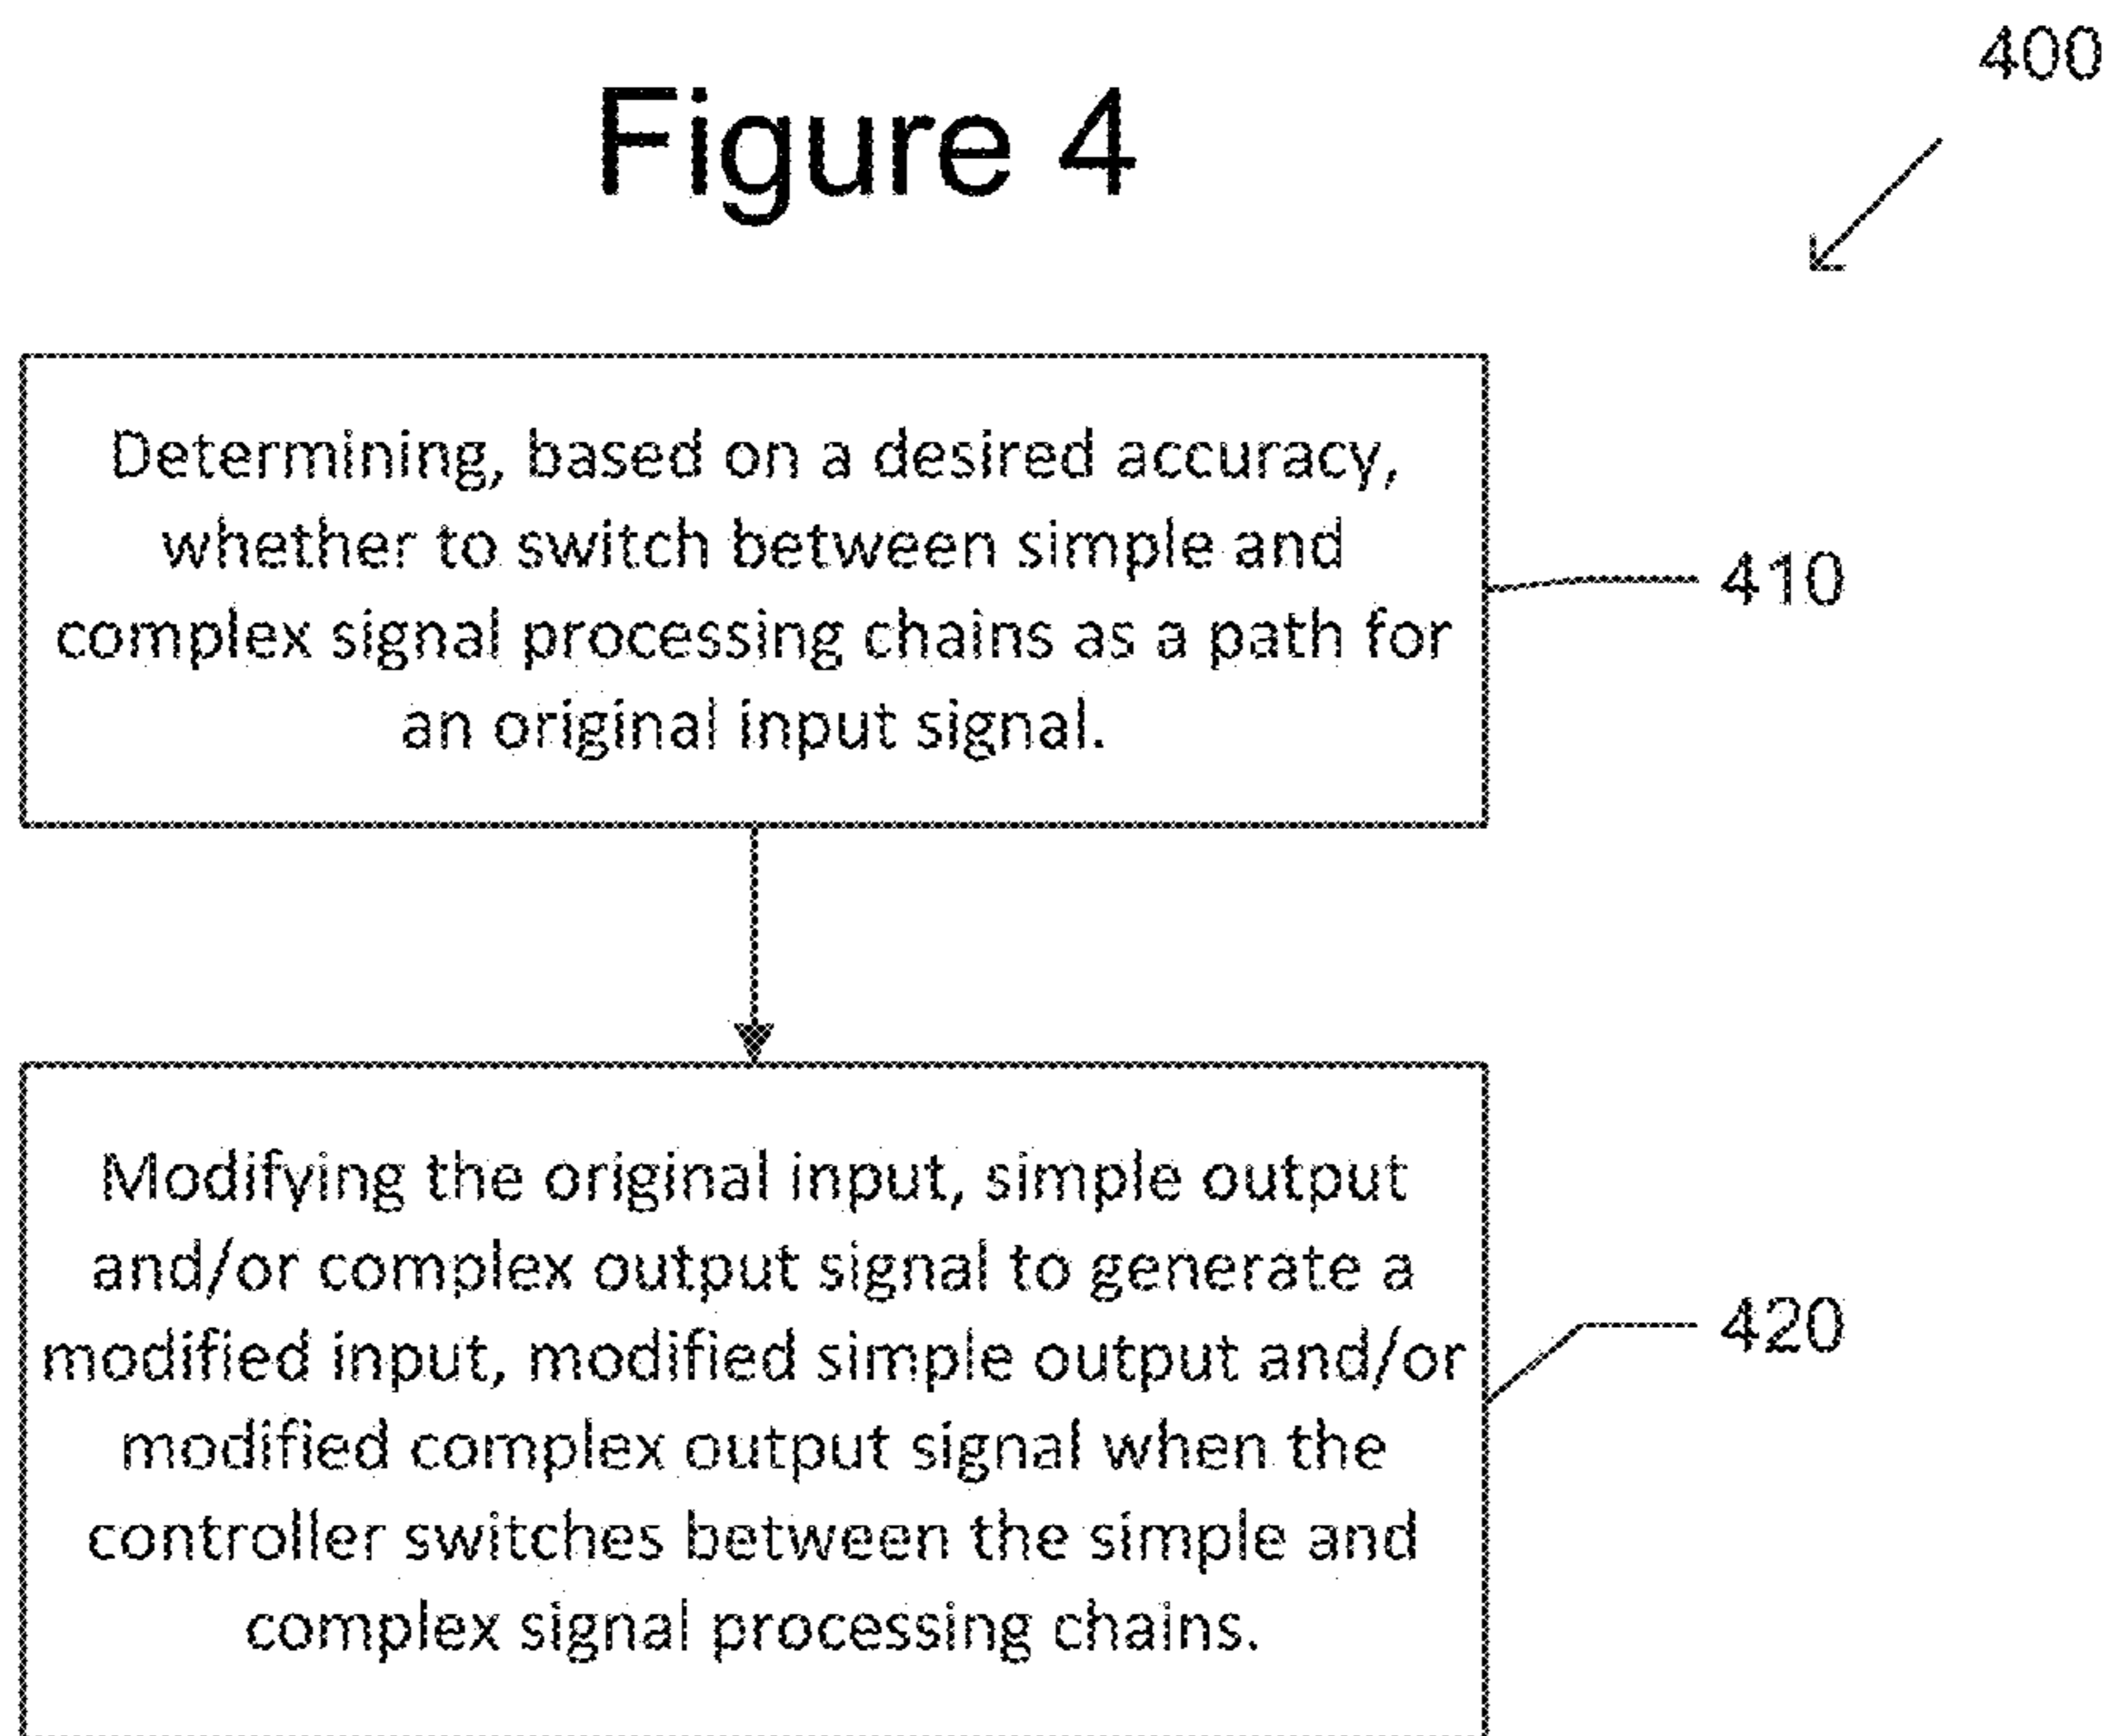 400
Figure 4
Determining, based on a desired accuracy,
whether to switch between simple and
complex signal processing chains as a path for
an original input signal.
410
Modifying the original input, simple output
and/or complex output signal to generate a
modified input, modified simple output and/or
modified complex output signal when the
controller switches between the simple and
complex signal processing chains.
420